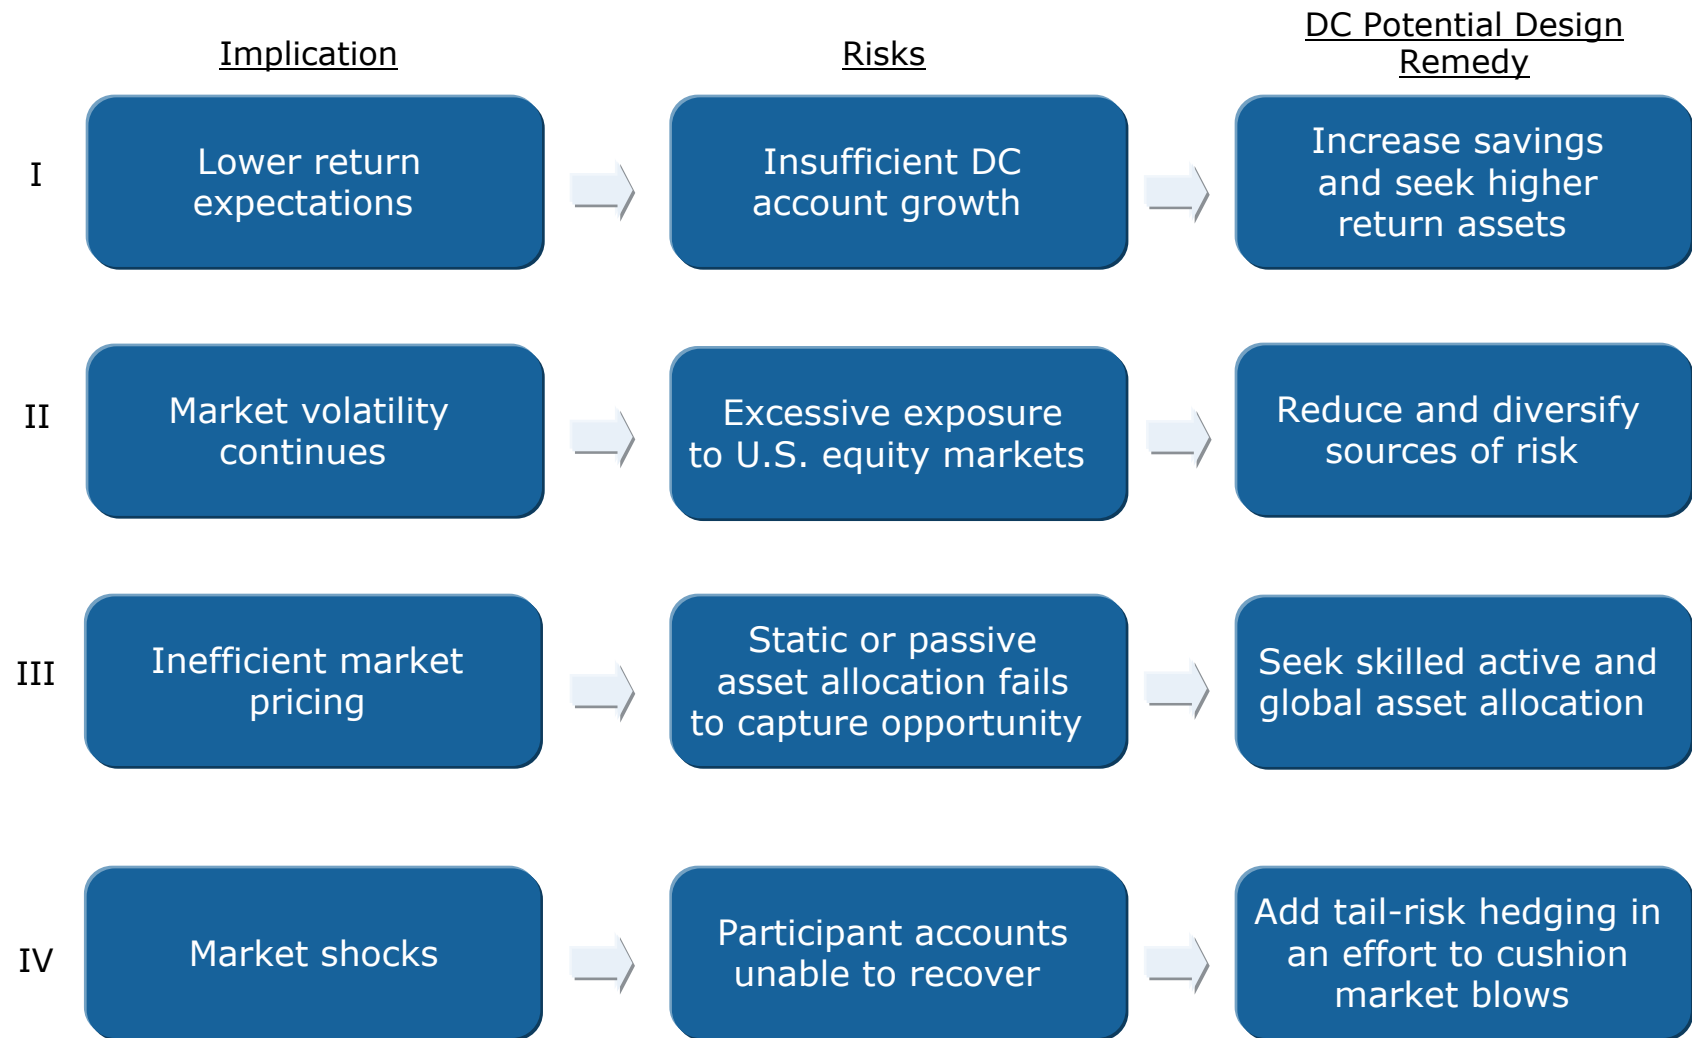 Implication
Risks
DC Potential Design
Remedy
I
Lower return
expectations
Insufficient DC
account growth
Increase savings
and seek higher
return assets
II
Market volatility
continues
Excessive exposure
to U.S. equity markets
Reduce and diversify
sources of risk
III
Inefficient market
pricing
Static or passive
asset allocation fails
to capture opportunity
Seek skilled active and
global asset allocation
IV
Market shocks
Participant accounts
unable to recover
Add tail-risk hedging in
an effort to cushion
market blows